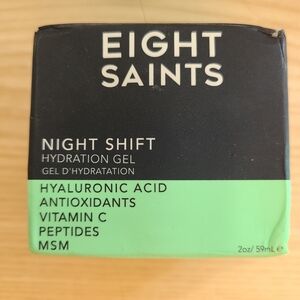 EIGHT
SAINTS
NIGHT SHIFT
HYDRATION GEL
GEL D'HYDRATATION
HYALURONIC ACID
ANTIOXIDANTS
VITAMIN C
PEPTIDES
MSM
2oz/ 59mL ℮